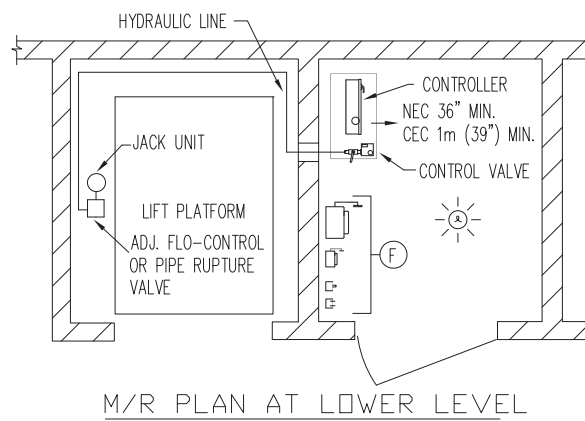 HYDRAULIC LINE
CONTROLLER
NEC 36” MIN.
CEC 1m (39”) MIN.
JACK UNIT
CONTROL VALVE
LIFT PLATFORM
ADJ. FLO-CONTROL
OR PIPE RUPTURE
VALVE
F
M/R PLAN AT LOWER LEVEL